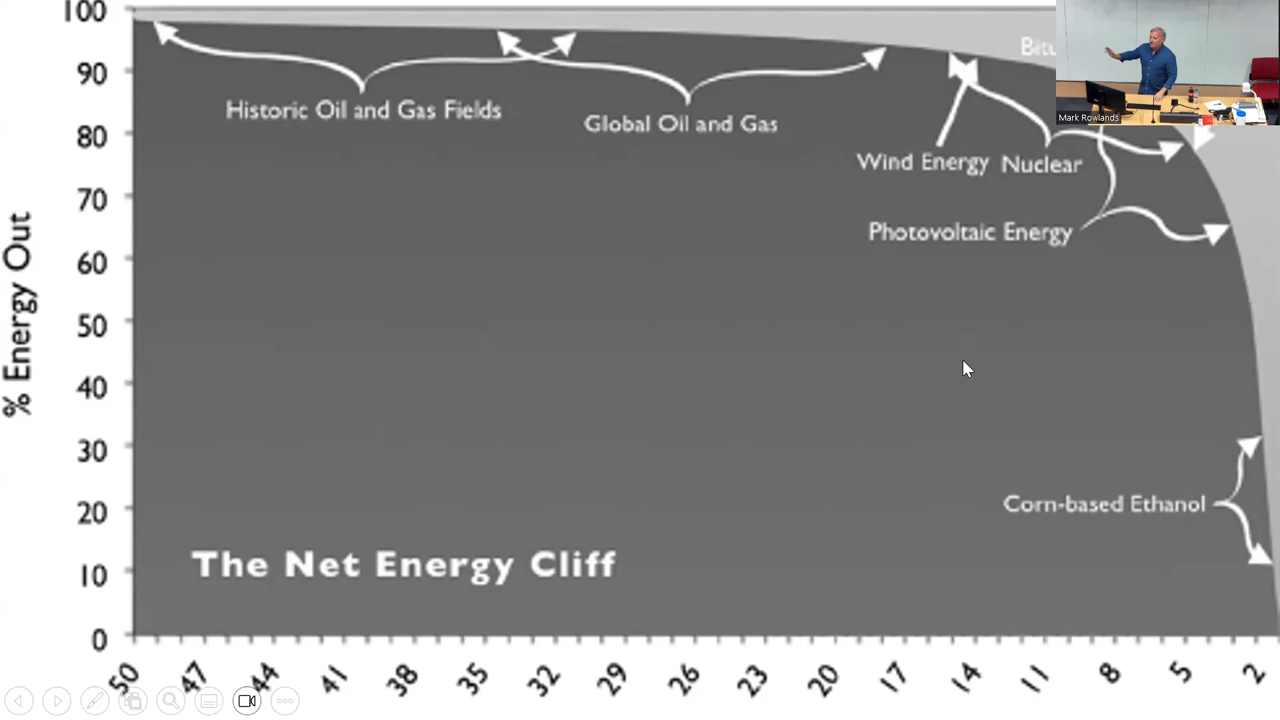 100
90
80
70
60
50
40
30
20
10
0
% Energy Out
Historic Oil and Gas Fields
Global Oil and Gas
Bitu
Wind Energy
Nuclear
Photovoltaic Energy
Corn-based Ethanol
The Net Energy Cliff
50 47 44 41 38 35 32 29 26 23 20 17 14 11 8 5 2
Mark Rowlands